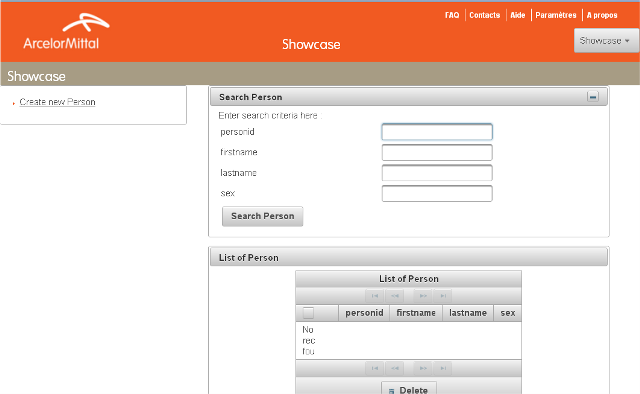 FAQ Contacts Aide Paramètres A propos
ArcelorMittal
Showcase
Showcase
Showcase
Create new Person
Search Person
Enter search criteria here :
personid
firstname
lastname
sex
Search Person
List of Person
List of Person
personid firstname lastname sex
No
rec
fou
Delete